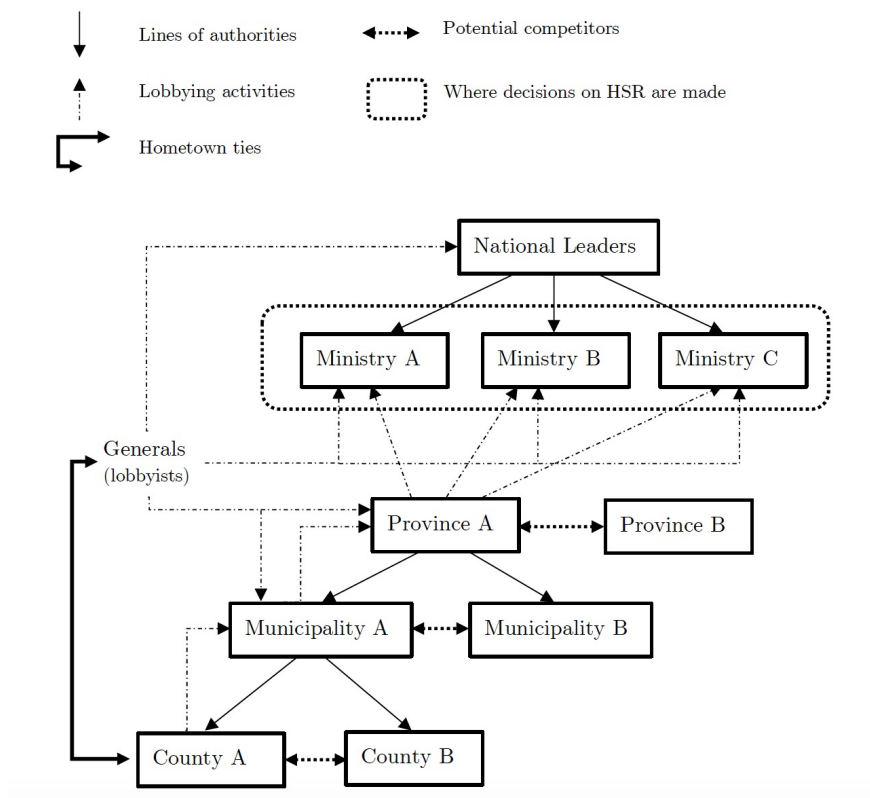 Lines of authorities
Potential competitors
Lobbying activities
Where decisions on HSR are made
Hometown ties
National Leaders
Ministry A
Ministry B
Ministry C
Generals
(lobbyists)
Province A
Province B
Municipality A
Municipality B
County A
County B